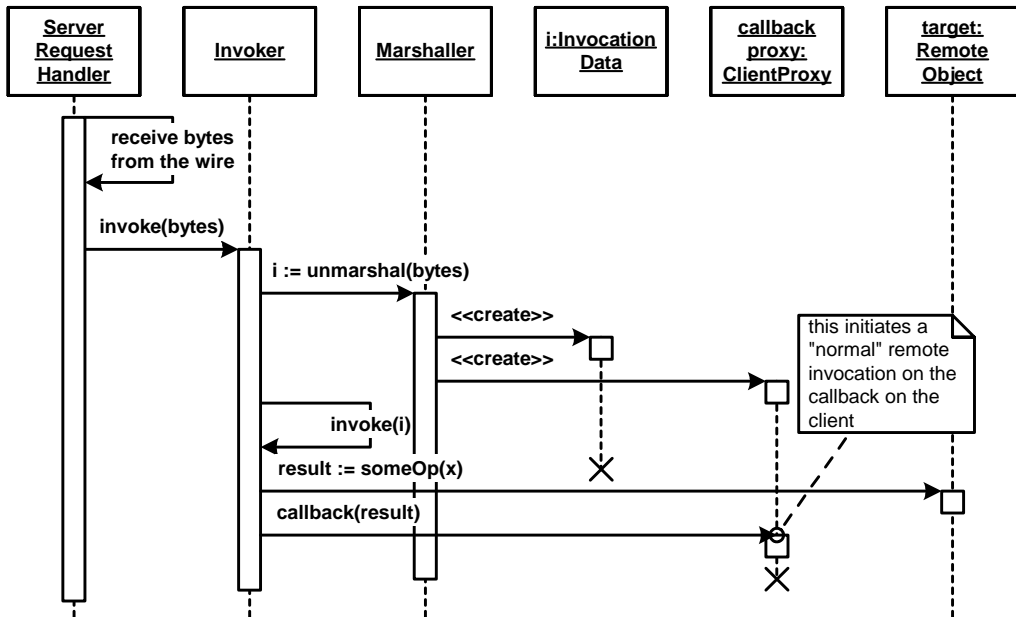 Server
Request
Handler
Invoker
Marshaller
i:Invocation
Data
callback
proxy:
ClientProxy
target:
Remote
Object
receive bytes
from the wire
invoke(bytes)
i := unmarshal(bytes)
<<create>>
<<create>>
this initiates a
"normal" remote
invocation on the
callback on the
client
invoke(i)
result := someOp(x)
callback(result)